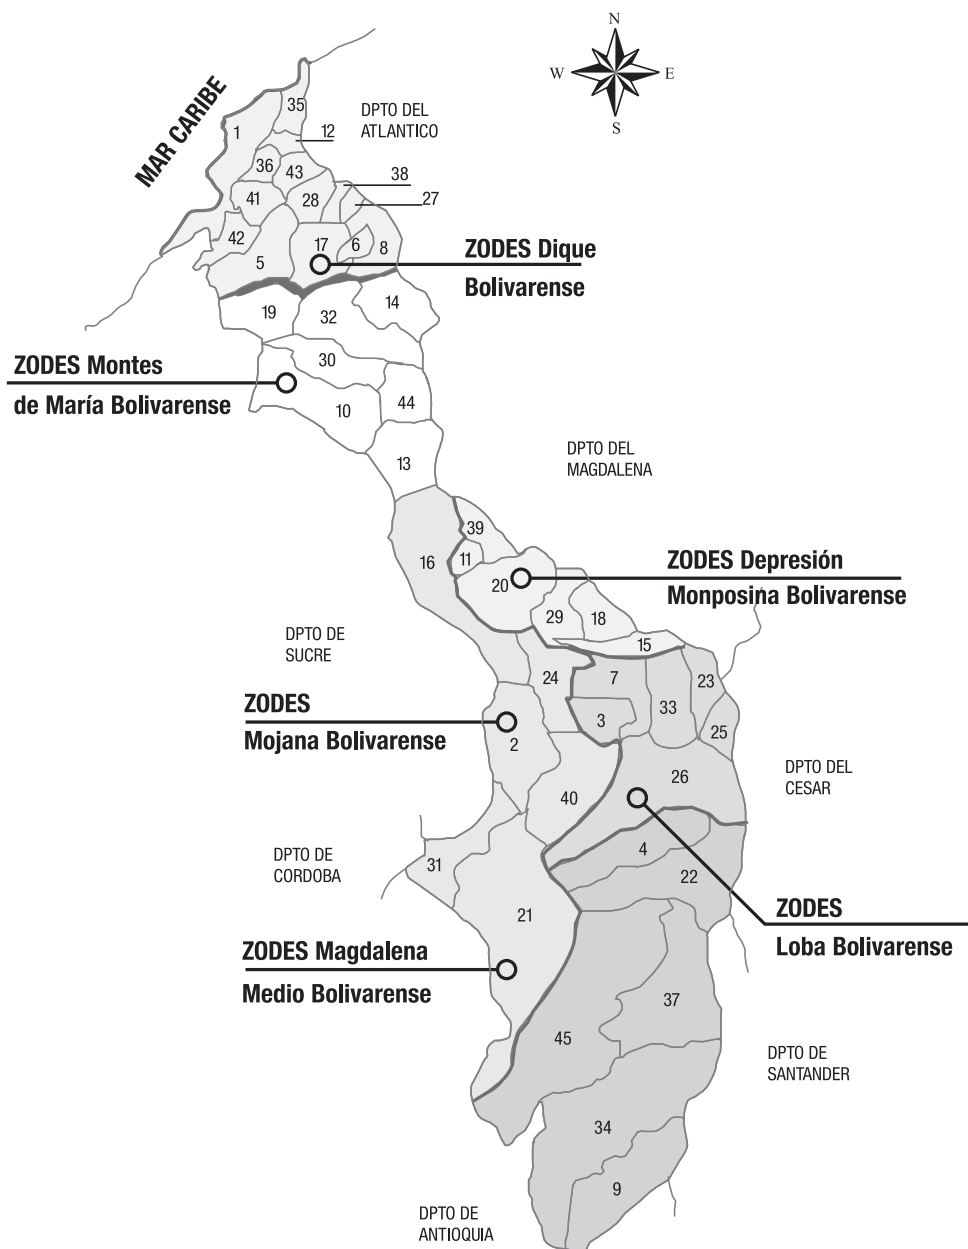 N
W
E
S
MAR CARIBE
DPTO DEL
ATLANTICO
35
1
12
36
43
38
41
28
27
42
17
6
8
5
ZODES Dique
Bolivarense
19
32
14
ZODES Montes
de María Bolivarense
30
10
44
13
DPTO DEL
MAGDALENA
39
16
11
20
ZODES Depresión
Monposina Bolivarense
29
18
15
DPTO DE
SUCRE
24
7
23
33
3
25
ZODES
Mojana Bolivarense
2
DPTO DEL
CESAR
26
40
4
DPTO DE
CORDOBA
31
22
21
ZODES
Loba Bolivarense
ZODES Magdalena
Medio Bolivarense
37
45
DPTO DE
SANTANDER
34
9
DPTO DE
ANTIOQUIA